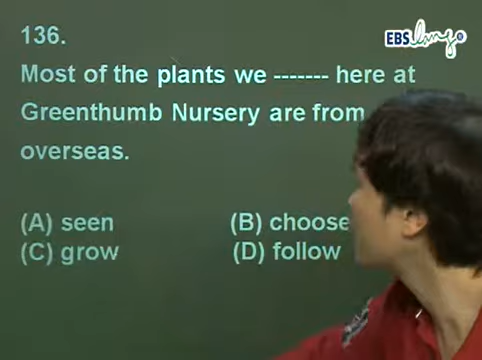 136.
EBSlang
Most of the plants we ------- here at
Greenthumb Nursery are from
overseas.
(A) seen (B) choose
(C) grow (D) follow